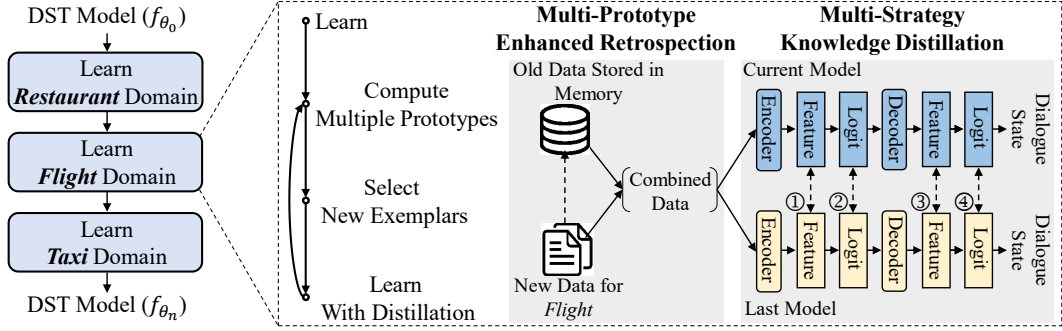 DST Model (fθ0)
Learn
Restaurant Domain
Learn
Flight Domain
Learn
Taxi Domain
DST Model (fθn)
Learn
Compute
Multiple Prototypes
Select
New Exemplars
Learn
With Distillation
Multi-Prototype
Enhanced Retrospection
Old Data Stored in
Memory
Combined
Data
New Data for
Flight
Multi-Strategy
Knowledge Distillation
Current Model
Encoder
Feature
Logit
Decoder
Feature
Logit
Dialogue
State
①
②
③
④
Encoder
Feature
Logit
Decoder
Feature
Logit
Dialogue
State
Last Model